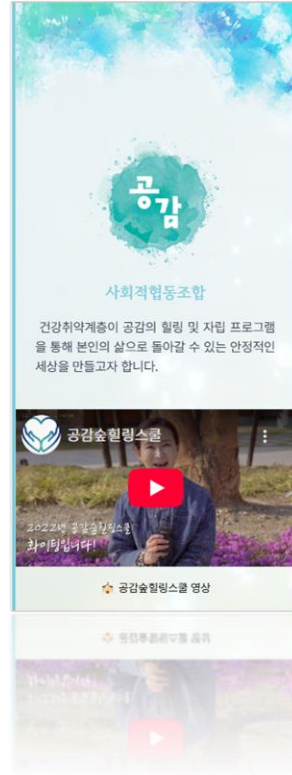 공감
사회적협동조합
건강취약계층이 공감의 힐링 및 자립 프로그램
을 통해 본인의 삶으로 돌아갈 수 있는 안정적인
세상을 만들고자 합니다.
공감숲힐링스쿨
2022년 공감숲힐링스쿨
화이팅입니다!
공감숲힐링스쿨 영상